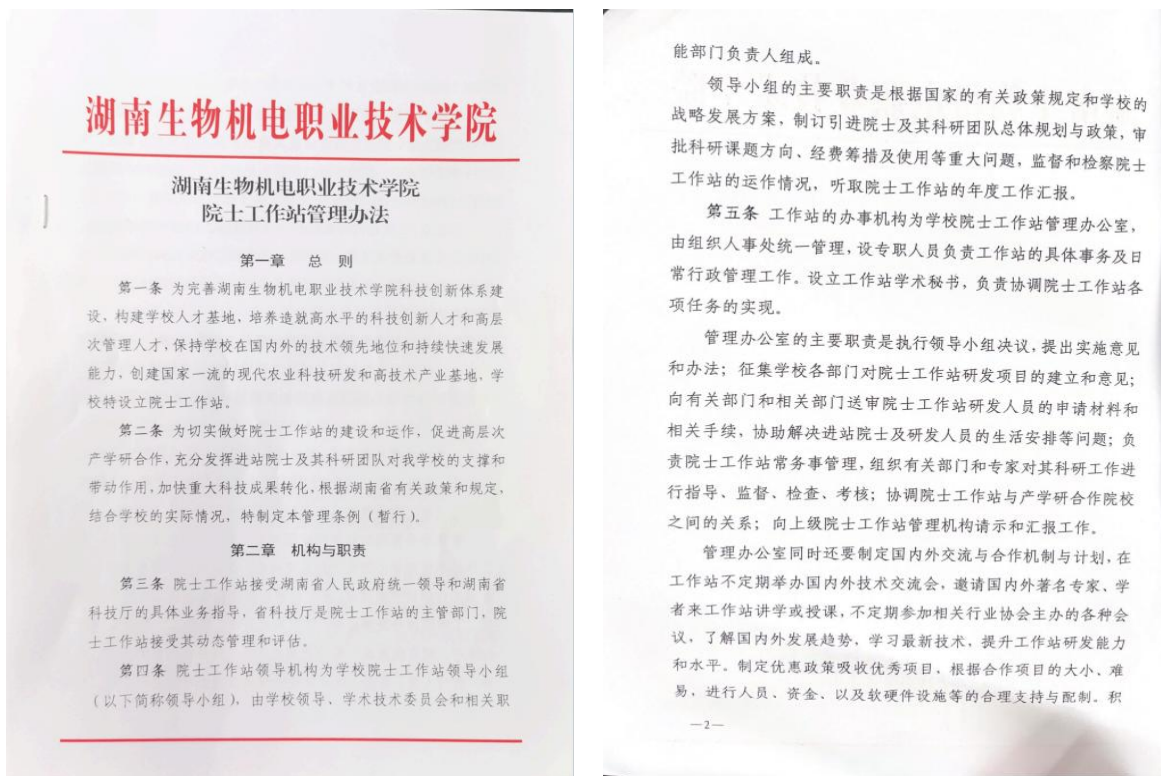 湖南生物机电职业技术学院
湖南生物机电职业技术学院
院士工作站管理办法
第一章 总 则
第一条 为完善湖南生物机电职业技术学院科技创新体系建
设，构建学校人才基地，培养造就高水平的科技创新人才和高层
次管理人才，保持学校在国内外的技术领先地位和持续快速发展
能力，创建国家一流的现代农业科技研发和高技术产业基地，学
校特设立院士工作站。
第二条 为切实做好院士工作站的建设和运作，促进高层次
产学研合作，充分发挥进站院士及其科研团队对我学校的支撑和
带动作用，加快重大科技成果转化，根据湖南省有关政策和规定，
结合学校的实际情况，特制定本管理条例（暂行）。
第二章 机构与职责
第三条 院士工作站接受湖南省人民政府统一领导和湖南省
科技厅的具体业务指导，省科技厅是院士工作站的主管部门，院
士工作站接受其动态管理和评估。
第四条 院士工作站领导机构为学校院士工作站领导小组
（以下简称领导小组），由学校领导、学术技术委员会和相关职
能部门负责人组成。
领导小组的主要职责是根据国家的有关政策规定和学校的
战略发展方案，制订引进院士及其科研团队总体规划与政策，审
批科研课题方向、经费筹措及使用等重大问题，监督和检察院士
工作站的运作情况，听取院士工作站的年度工作汇报。
第五条 工作站的办事机构为学校院士工作站管理办公室，
由组织人事处统一管理，设专职人员负责工作站的具体事务及日
常行政管理工作。设立工作站学术秘书，负责协调院士工作站各
项任务的实现。
管理办公室的主要职责是执行领导小组决议，提出实施意见
和办法；征集学校各部门对院士工作站研发项目的建立和意见；
向有关部门和相关部门送审院士工作站研发人员的申请材料和
相关手续，协助解决进站院士及研发人员的生活安排等问题；负
责院士工作站常务事管理，组织有关部门和专家对其科研工作进
行指导、监督、检查、考核；协调院士工作站与产学研合作院校
之间的关系；向上级院士工作站管理机构请示和汇报工作。
管理办公室同时还要制定国内外交流与合作机制与计划，在
工作站不定期举办国内外技术交流会，邀请国内外著名专家、学
者来工作站讲学或授课，不定期参加相关行业协会主办的各种会
议，了解国内外发展趋势，学习最新技术，提升工作站研发能力
和水平。制定优惠政策吸收优秀项目，根据合作项目的大小、难
易，进行人员、资金、以及软硬件设施等的合理支持与配制。积
—2—